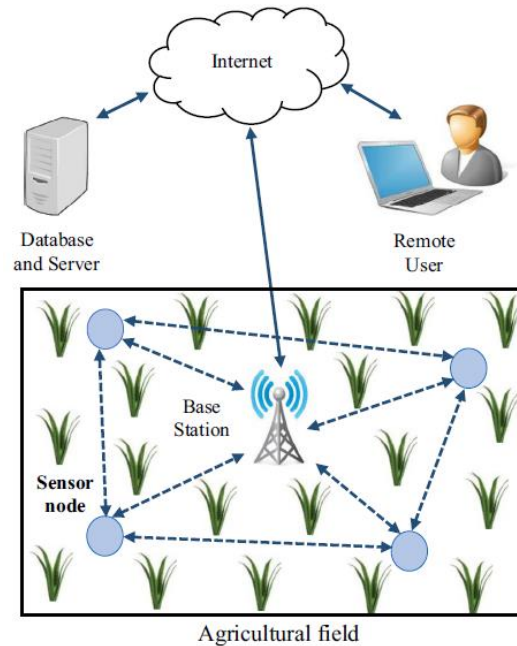 Internet
Database
and Server
Remote
User
Base
Station
Sensor
node
Agricultural field